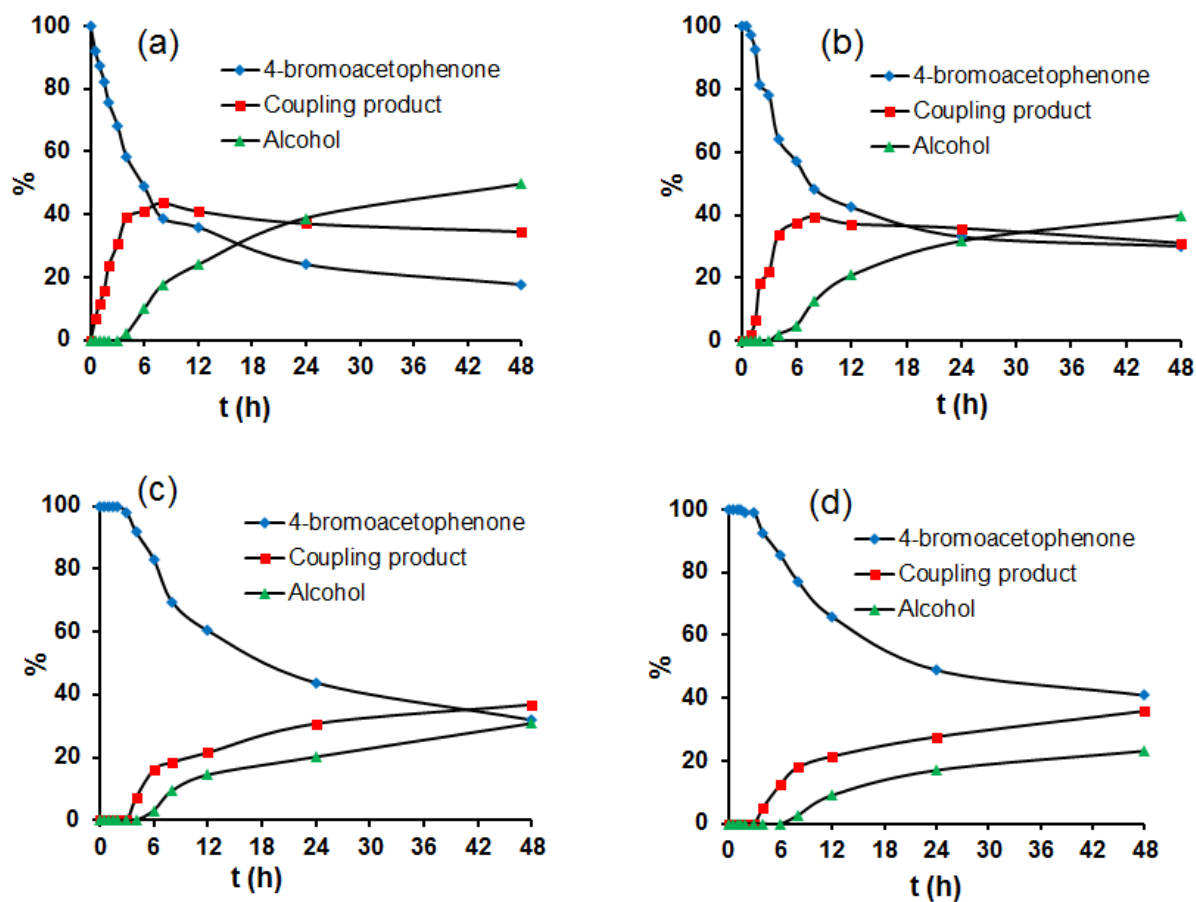 (a)
100
80
60
40
20
0
%
4-bromoacetophenone
Coupling product
Alcohol
0 6 12 18 24 30 36 42 48
t (h)
(b)
100
80
60
40
20
0
%
4-bromoacetophenone
Coupling product
Alcohol
0 6 12 18 24 30 36 42 48
t (h)
(c)
100
80
60
40
20
0
%
4-bromoacetophenone
Coupling product
Alcohol
0 6 12 18 24 30 36 42 48
t (h)
(d)
100
80
60
40
20
0
%
4-bromoacetophenone
Coupling product
Alcohol
0 6 12 18 24 30 36 42 48
t (h)